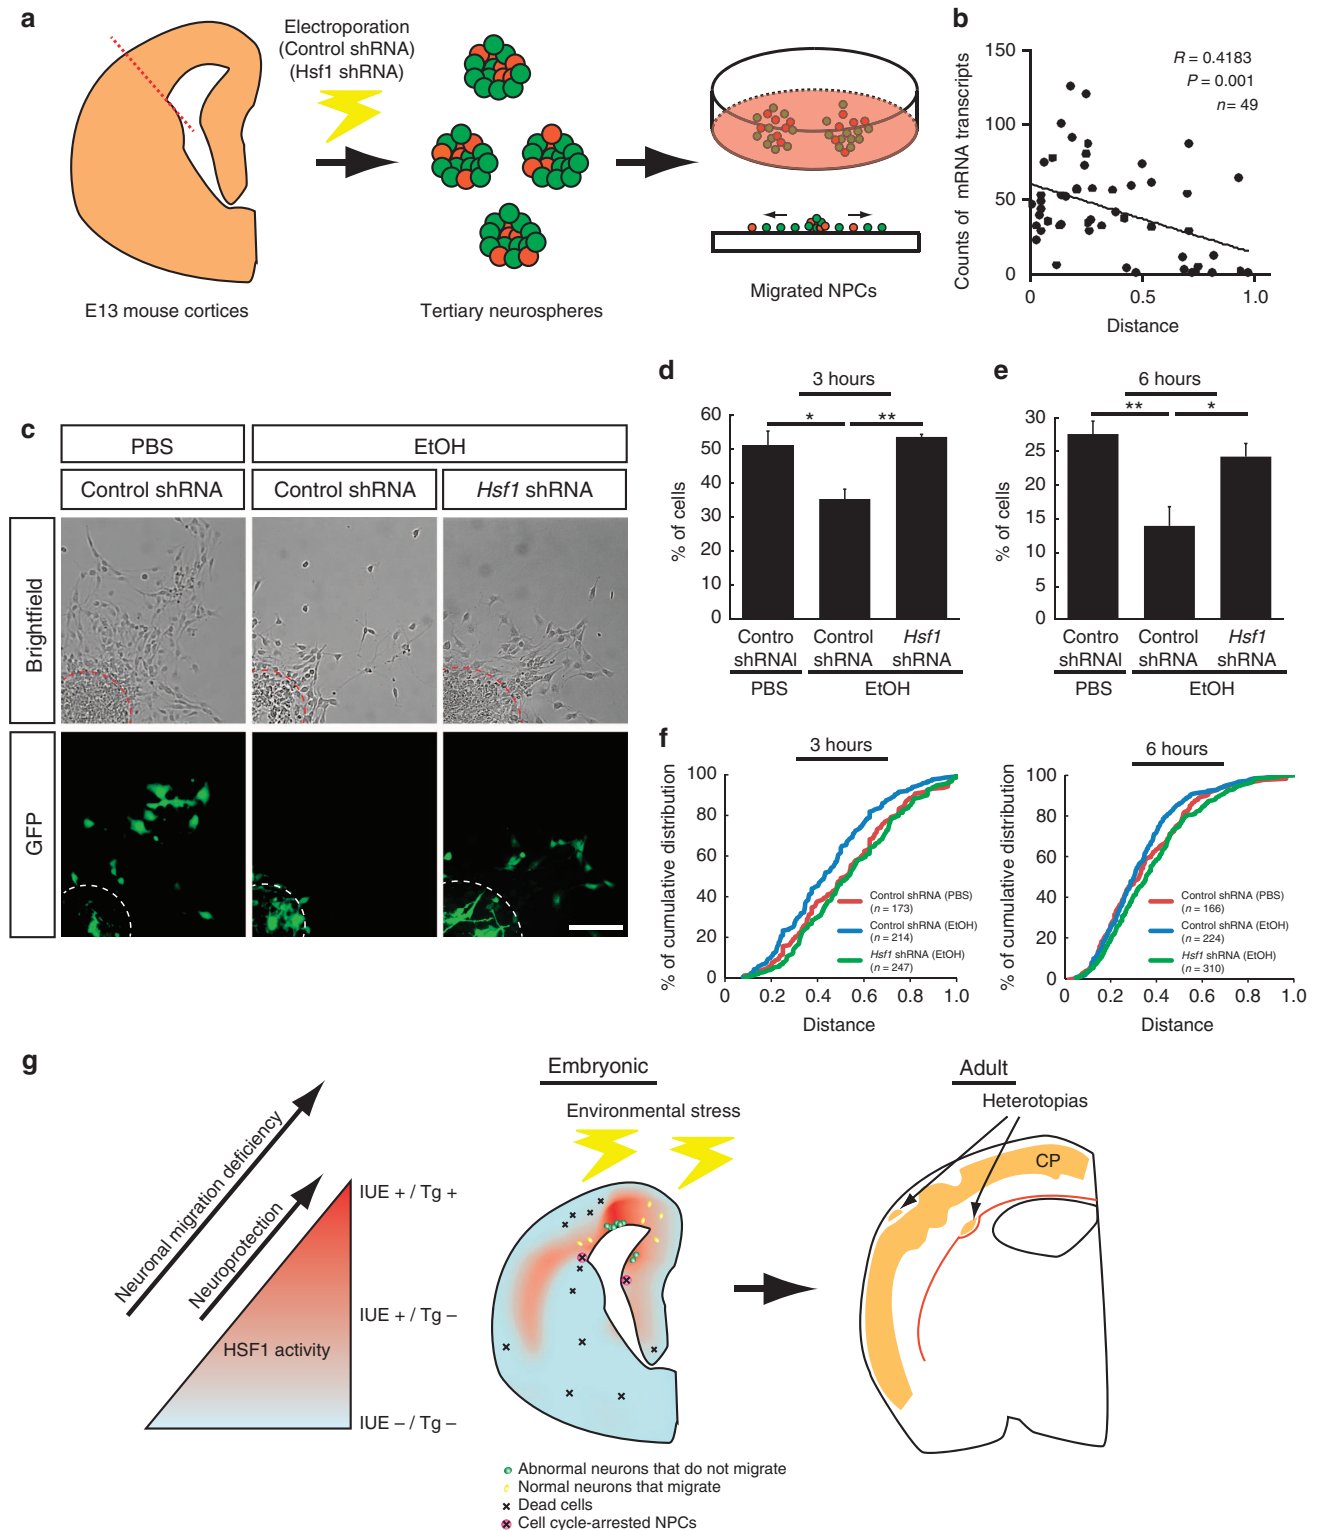 a
Electroporation
(Control shRNA)
(Hsf1 shRNA)
E13 mouse cortices
Tertiary neurospheres
Migrated NPCs
b
Counts of mRNA transcripts
150
100
50
0
R = 0.4183
P = 0.001
n= 49
0
0.5
1.0
Distance
c
PBS
EtOH
Control shRNA
Control shRNA
Hsf1 shRNA
Brightfield
GFP
d
3 hours
% of cells
60
50
40
30
20
10
0
*
**
Contro
shRNAl
Control
shRNA
Hsf1
shRNA
PBS
EtOH
e
6 hours
% of cells
30
25
20
15
10
5
0
**
*
Contro
shRNAl
Control
shRNA
Hsf1
shRNA
PBS
EtOH
f
3 hours
% of cumulative distribution
100
80
60
40
20
0
Control shRNA (PBS)
(n = 173)
Control shRNA (EtOH)
(n = 214)
Hsf1 shRNA (EtOH)
(n = 247)
0
0.2
0.4
0.6
0.8
1.0
Distance
6 hours
% of cumulative distribution
100
80
60
40
20
0
Control shRNA (PBS)
(n = 166)
Control shRNA (EtOH)
(n = 224)
Hsf1 shRNA (EtOH)
(n = 310)
0
0.2
0.4
0.6
0.8
1.0
Distance
g
Neuronal migration deficiency
Neuroprotection
HSF1 activity
IUE + / Tg +
IUE + / Tg –
IUE – / Tg –
Embryonic
Environmental stress
Adult
Heterotopias
CP
Abnormal neurons that do not migrate
Normal neurons that migrate
Dead cells
Cell cycle-arrested NPCs